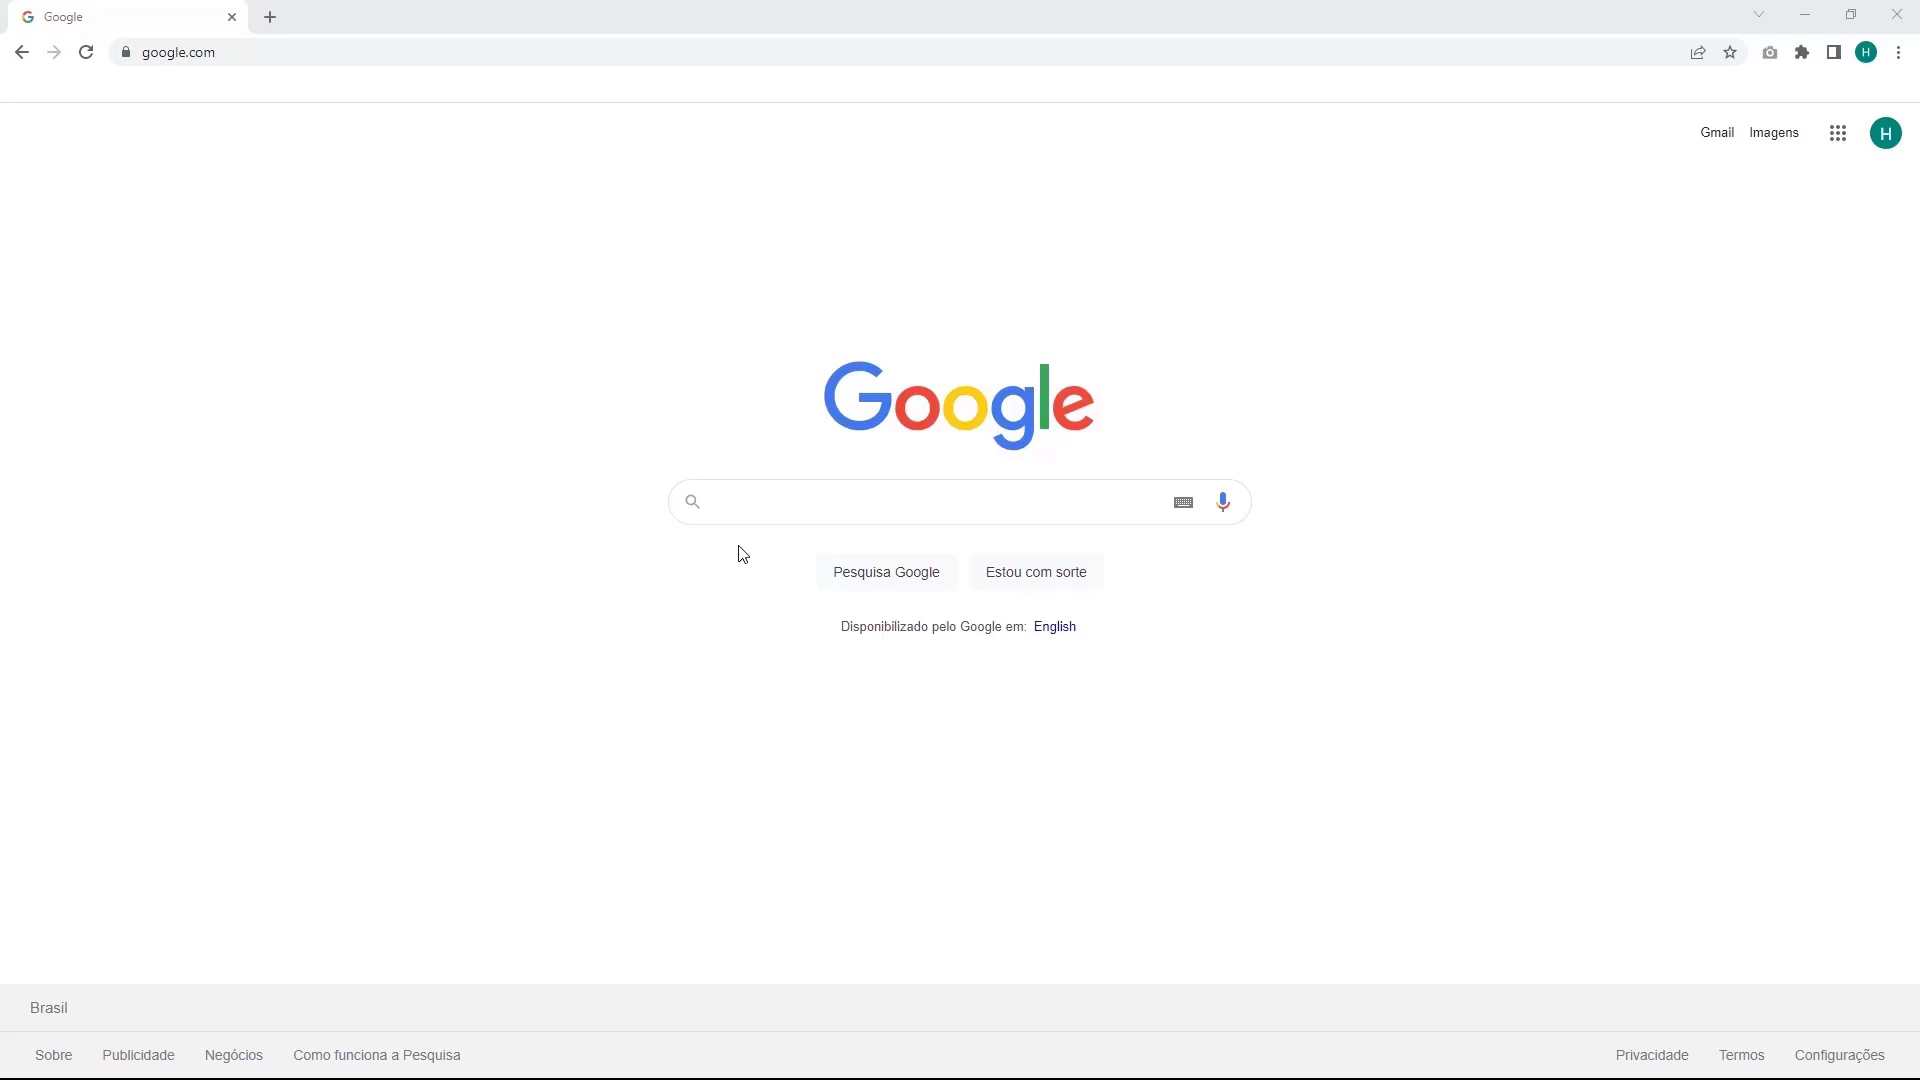 Google
google.com
H
Gmail Imagens
H
Google
Pesquisa Google Estou com sorte
Disponibilizado pelo Google em: English
Brasil
Sobre Publicidade Negócios Como funciona a Pesquisa Privacidade Termos Configurações